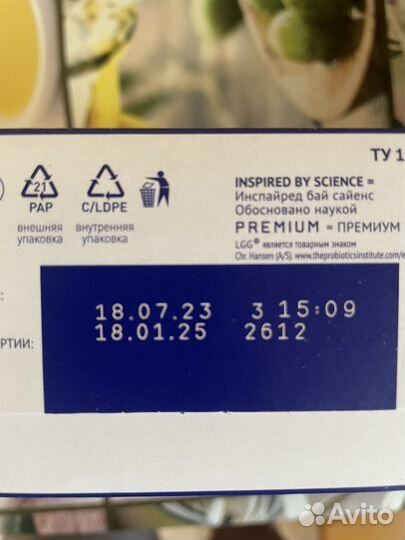 ТУ 1
21
PAP
C/LDPE
внешняя
упаковка
внутренняя
упаковка
INSPIRED BY SCIENCE =
Инспайред бай сайенс
Обосновано наукой
PREMIUM = ПРЕМИУМ
LGG® является товарным знаком
Chr. Hansen (A/S). www.theprobioticsinstitute.com/e
18.07.23 3 15:09
РТИИ:
18.01.25 2612
Avito